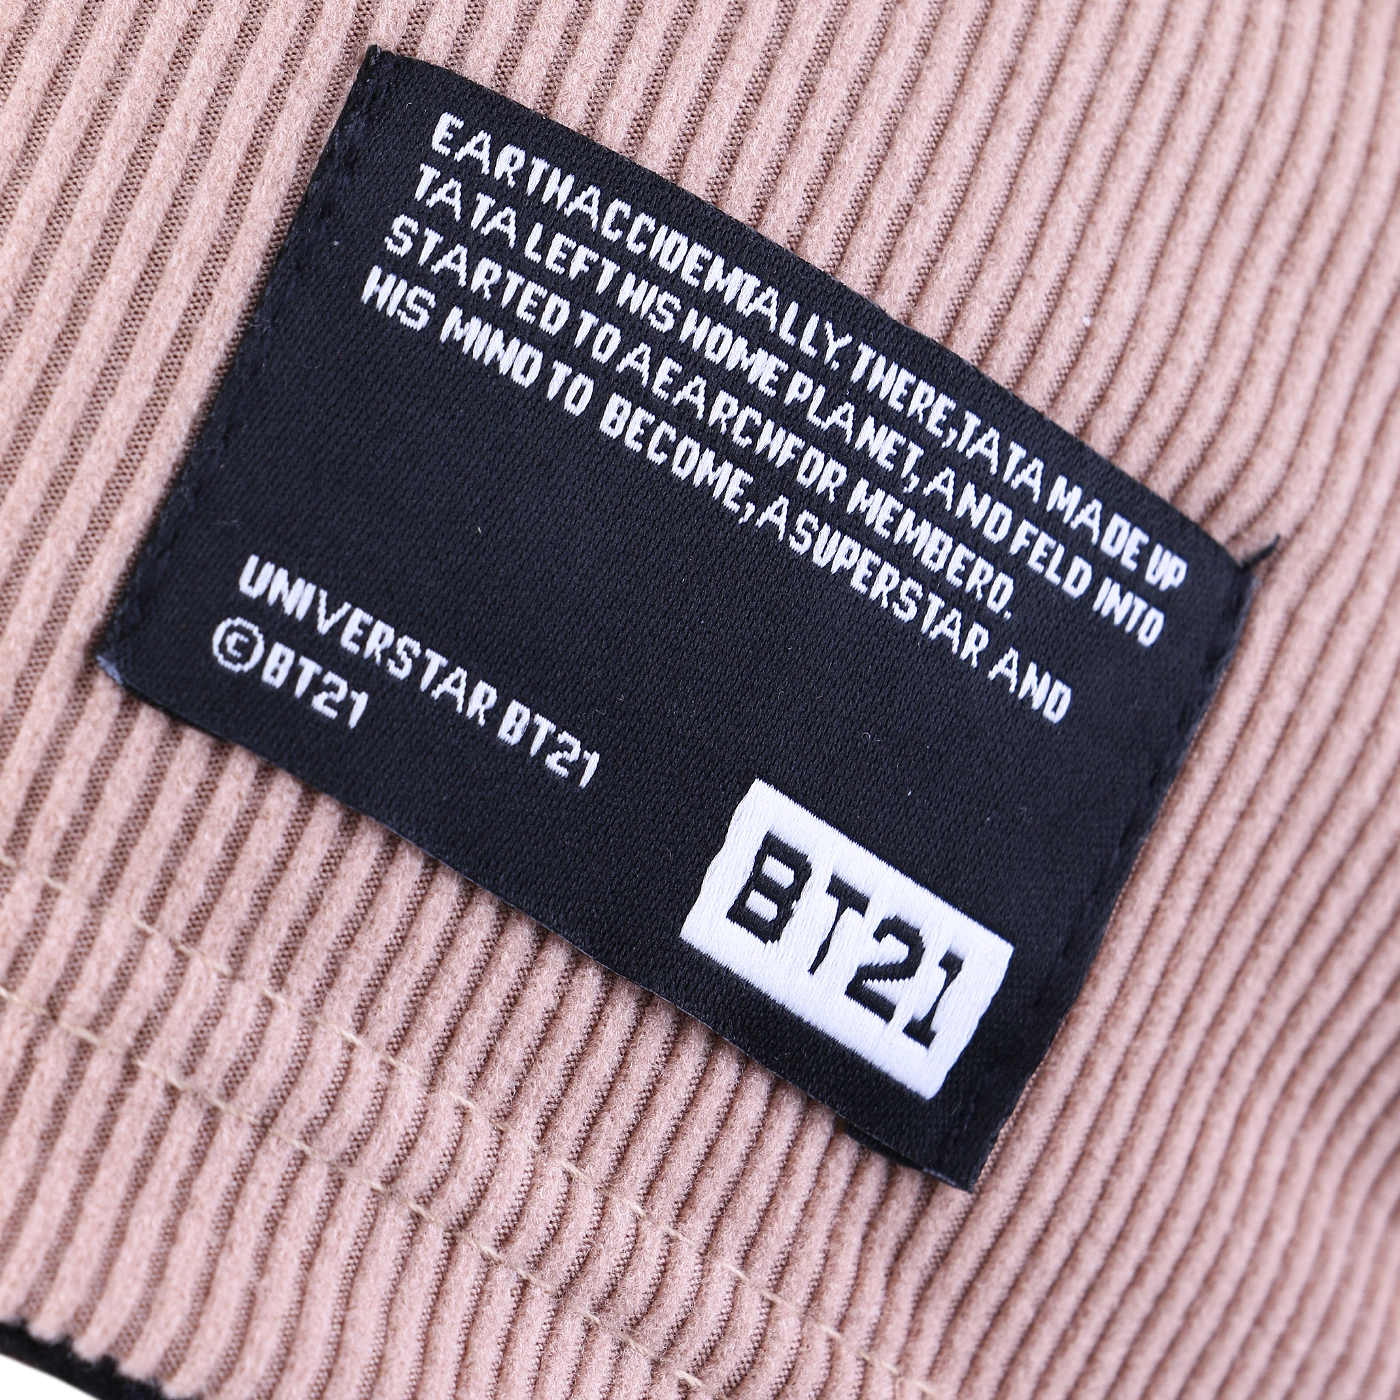 EARTHACCIDENTALLY,THERE,TATA MADE UP
TATA LEFT HIS HOME PLANET, AND FELD INTO
STARTED TO AEARCHFOR MEMBERD.
HIS MIND TO BECOME, ASUPERSTAR AND
UNIVERSTAR BT21
©BT21
BT21